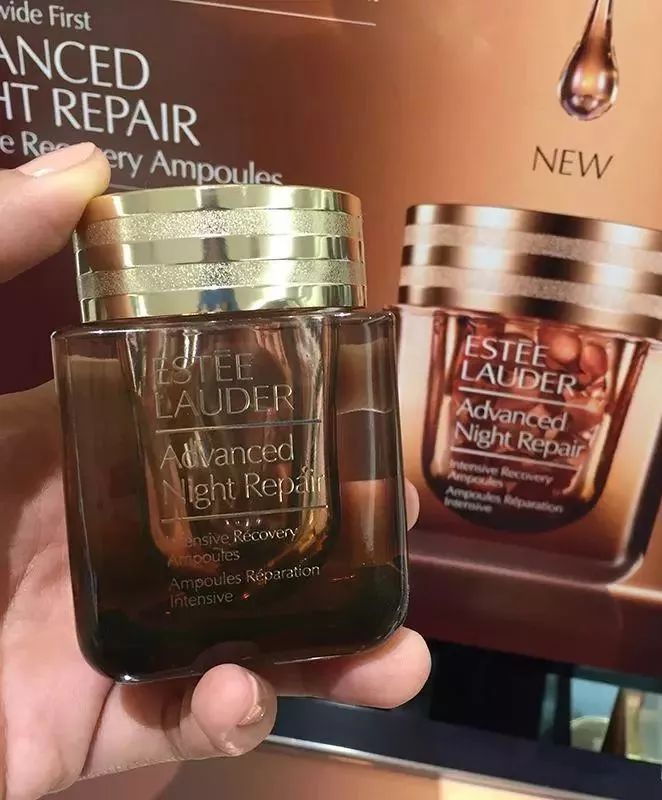 vide First
ANCED
HT REPAIR
e Recovery Ampoules
NEW
ESTĒE
LAUDER
Advanced
Night Repair
Intensive Recovery
Ampoules
Ampoules Réparation
Intensive
ESTĒE
LAUDER
Advanced
Night Repair
Intensive Recovery
Ampoules
Ampoules Réparation
Intensive